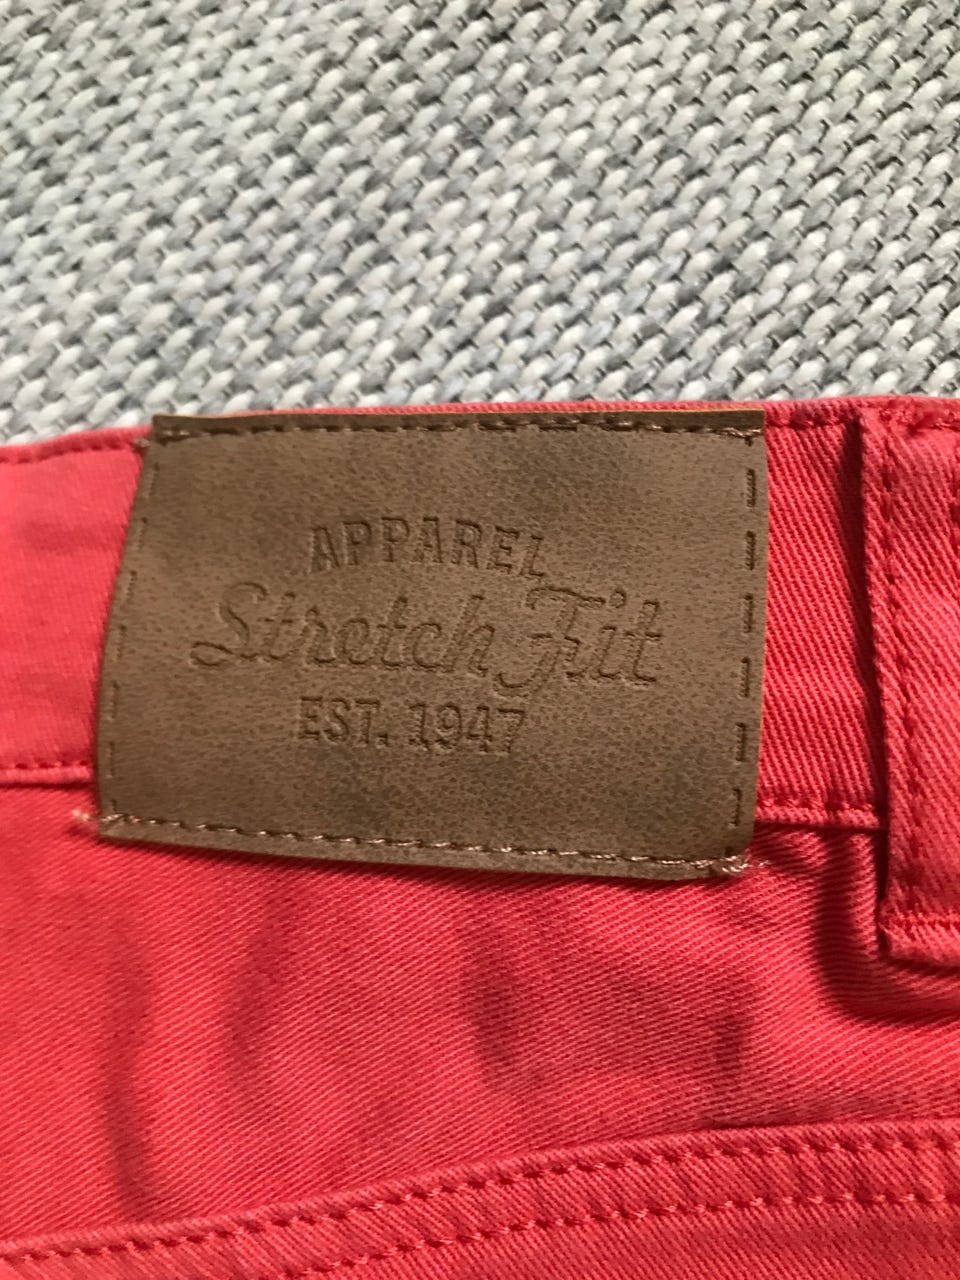 APPAREL
Stretch Fit
EST. 1947